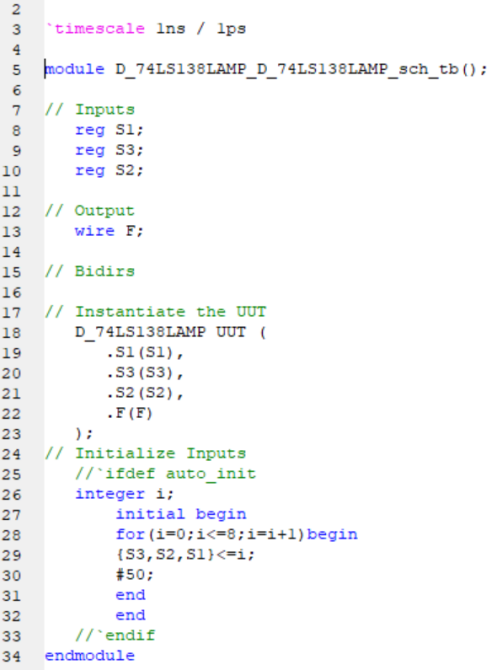 2
3 `timescale 1ns / 1ps
4
5 module D_74LS138LAMP_D_74LS138LAMP_sch_tb();
6
7 // Inputs
8 reg S1;
9 reg S3;
10 reg S2;
11
12 // Output
13 wire F;
14
15 // Bidirs
16
17 // Instantiate the UUT
18 D_74LS138LAMP UUT (
19 .S1(S1),
20 .S3(S3),
21 .S2(S2),
22 .F(F)
23 );
24 // Initialize Inputs
25 //`ifdef auto_init
26 integer i;
27 initial begin
28 for(i=0;i<=8;i=i+1)begin
29 {S3,S2,S1}<=i;
30 #50;
31 end
32 end
33 //`endif
34 endmodule